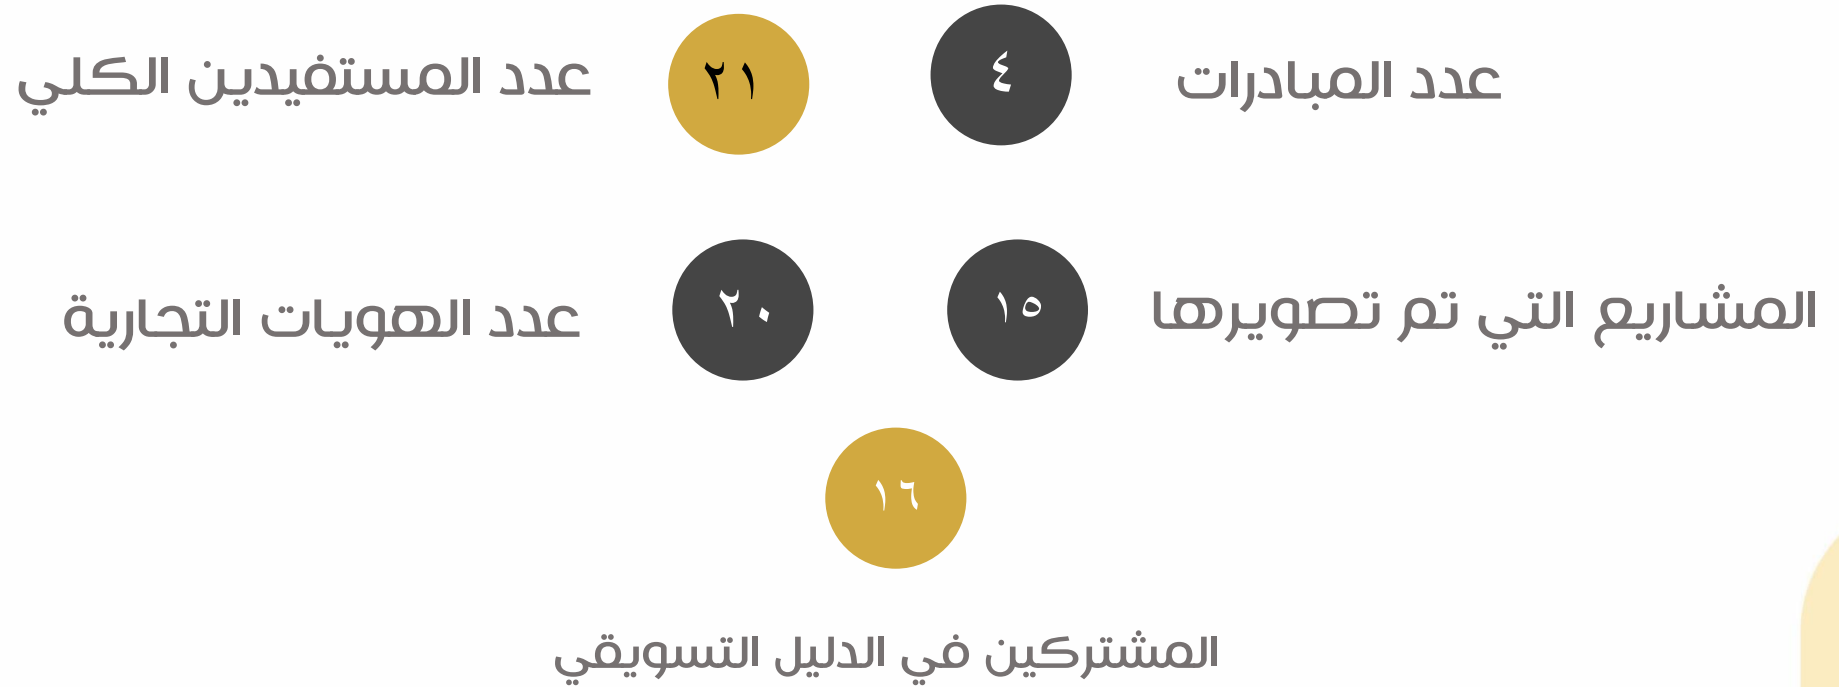 عدد المبادرات
٤
٢١
عدد المستفيدين الكلي
المشاريع التي تم تصويرها
١٥
٢٠
عدد الهويات التجارية
١٦
المشتركين في الدليل التسويقي